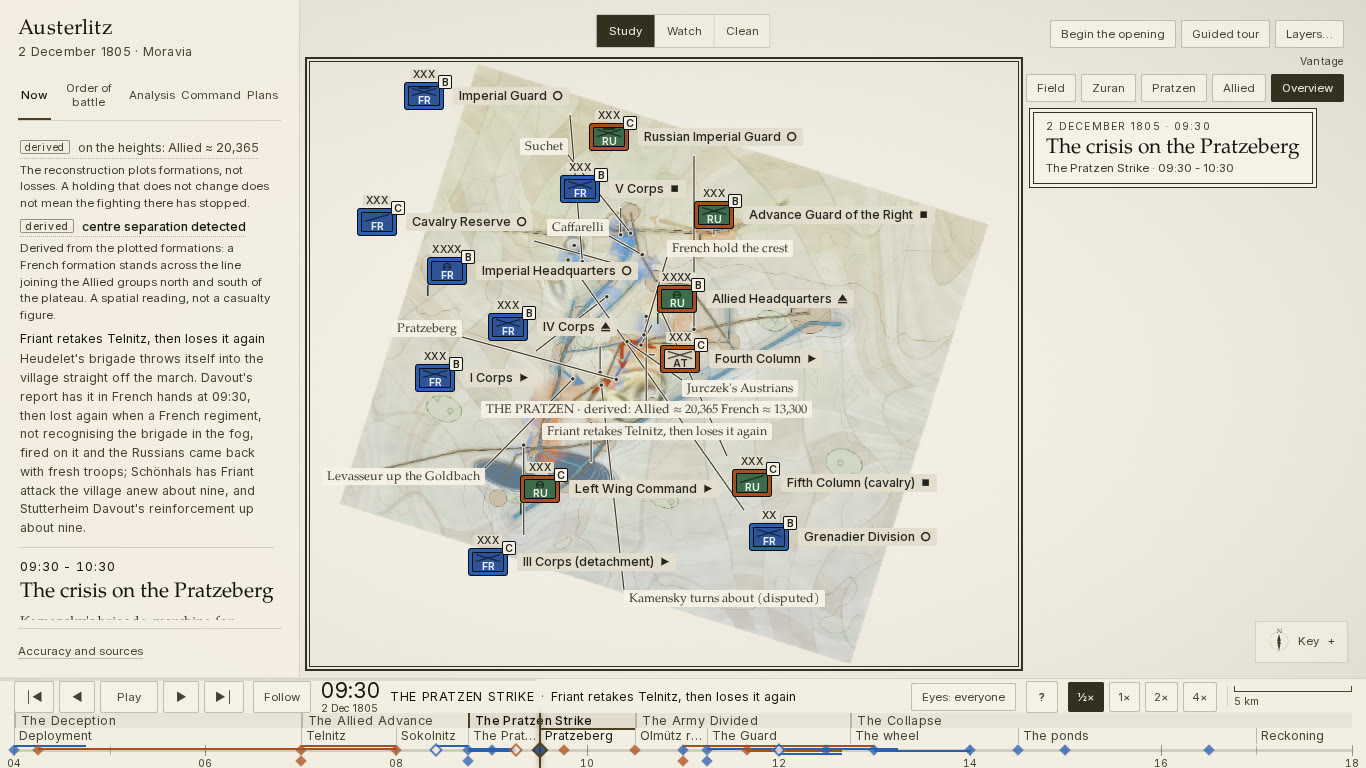 Austerlitz
2 December 1805 · Moravia
Now
Order of battle
Analysis
Command
Plans
derived on the heights: Allied ≈ 20,365
The reconstruction plots formations, not
losses. A holding that does not change does
not mean the fighting there has stopped.
derived centre separation detected
Derived from the plotted formations: a
French formation stands across the line
joining the Allied groups north and south of
the plateau. A spatial reading, not a casualty
figure.
Friant retakes Telnitz, then loses it again
Heudelet's brigade throws itself into the
village straight off the march. Davout's
report has it in French hands at 09:30,
then lost again when a French regiment,
not recognising the brigade in the fog,
fired on it and the Russians came back
with fresh troops; Schönhals has Friant
attack the village anew about nine, and
Stutterheim Davout's reinforcement up
about nine.
09:30 - 10:30
The crisis on the Pratzeberg
Accuracy and sources
Study
Watch
Clean
Begin the opening
Guided tour
Layers…
Vantage
Field
Zuran
Pratzen
Allied
Overview
2 DECEMBER 1805 · 09:30
The crisis on the Pratzeberg
The Pratzen Strike · 09:30 - 10:30
XXX
B
FR
Imperial Guard
XXX
C
RU
Russian Imperial Guard
Suchet
XXX
B
FR
V Corps
XXX
C
FR
Cavalry Reserve
XXX
B
RU
Advance Guard of the Right
Caffarelli
French hold the crest
XXXX
B
FR
Imperial Headquarters
XXXX
B
RU
Allied Headquarters
Pratzeberg
XXX
B
FR
IV Corps
XXX
C
AT
Fourth Column
XXX
B
FR
I Corps
Jurczek's Austrians
THE PRATZEN · derived: Allied ≈ 20,365 French ≈ 13,300
Friant retakes Telnitz, then loses it again
Levasseur up the Goldbach
XXX
C
RU
Left Wing Command
XXX
C
RU
Fifth Column (cavalry)
XX
B
FR
Grenadier Division
XXX
C
FR
III Corps (detachment)
Kamensky turns about (disputed)
N
Key +
Play
Follow
09:30
2 Dec 1805
THE PRATZEN STRIKE · Friant retakes Telnitz, then loses it again
Eyes: everyone
?
½×
1×
2×
4×
5 km
The Deception
The Allied Advance
The Pratzen Strike
The Army Divided
The Collapse
Deployment
Telnitz
Sokolnitz
The Prat…
Pratzeberg
Olmütz r…
The Guard
The wheel
The ponds
Reckoning
04
06
08
10
12
14
16
18